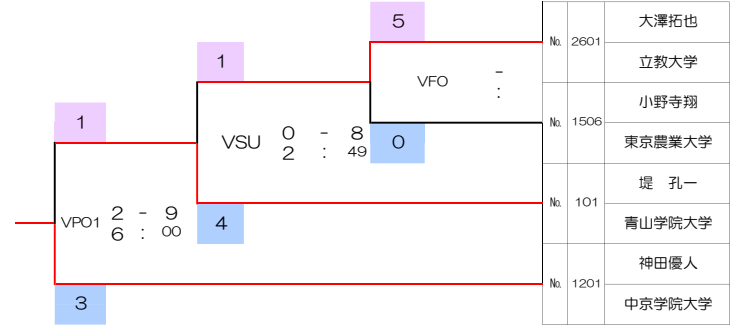 5
大澤拓也
№ 2601
立教大学
1
VFO - :
小野寺翔
№ 1506
東京農業大学
1
VSU 0 - 8
2 : 49
0
堤 孔一
№ 101
青山学院大学
VPO1 2 - 9
6 : 00
4
神田優人
№ 1201
中京学院大学
3